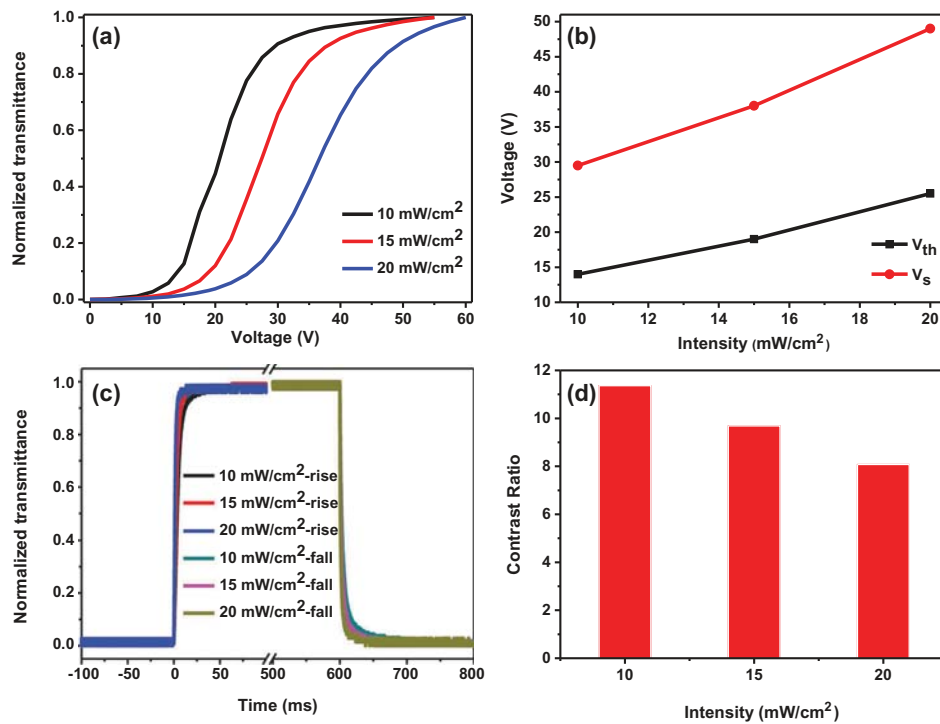 (a)
Normalized transmittance
1.0
0.8
0.6
0.4
0.2
0.0
10 mW/cm²
15 mW/cm²
20 mW/cm²
0 10 20 30 40 50 60
Voltage (V)
(b)
Voltage (V)
50
45
40
35
30
25
20
15
10
V_th
V_s
10 12 14 16 18 20
Intensity (mW/cm²)
(c)
Normalized transmittance
1.0
0.8
0.6
0.4
0.2
0.0
10 mW/cm²-rise
15 mW/cm²-rise
20 mW/cm²-rise
10 mW/cm²-fall
15 mW/cm²-fall
20 mW/cm²-fall
-100 -50 0 50 500 600 700 800
Time (ms)
(d)
Contrast Ratio
12
10
8
6
4
2
0
10 15 20
Intensity (mW/cm²)